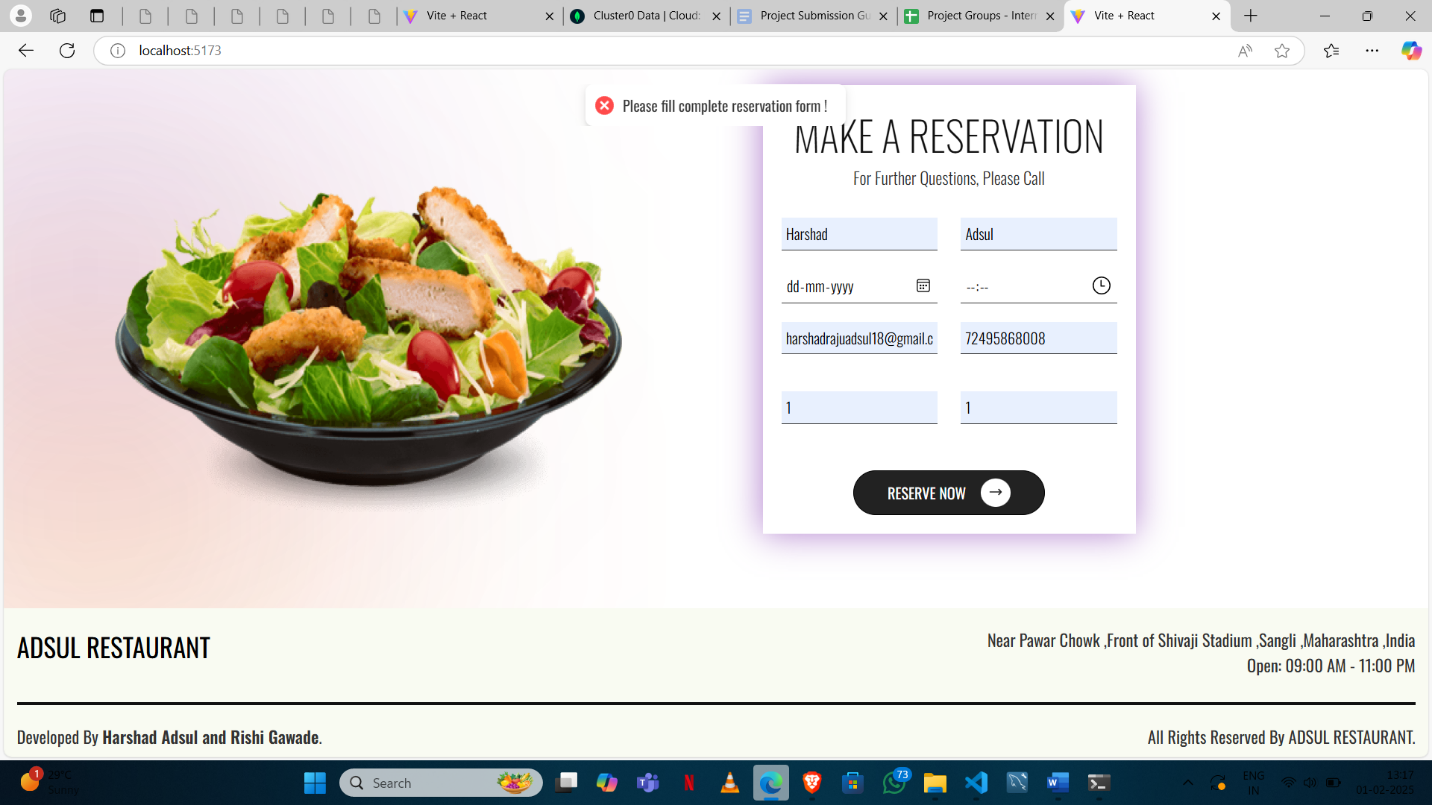 Vite + React
Cluster0 Data | Cloud:
Project Submission Gu
Project Groups - Intern
Vite + React
localhost:5173
Please fill complete reservation form !
MAKE A RESERVATION
For Further Questions, Please Call
Harshad Adsul
dd-mm-yyyy --:--
harshadrajuadsul18@gmail.c 72495868008
1 1
RESERVE NOW
ADSUL RESTAURANT
Near Pawar Chowk ,Front of Shivaji Stadium ,Sangli ,Maharashtra ,India
Open: 09:00 AM - 11:00 PM
Developed By Harshad Adsul and Rishi Gawade.
All Rights Reserved By ADSUL RESTAURANT.
1
29°C
Sunny
Search
73
ENG
IN
13:17
01-02-2025